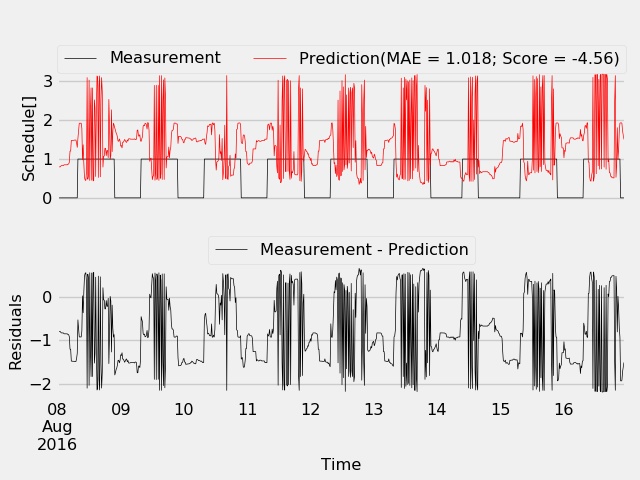 Measurement
Prediction(MAE = 1.018; Score = -4.56)
Schedule[]
3
2
1
0
Measurement - Prediction
Residuals
0
−1
−2
08 09 10 11 12 13 14 15 16
Aug
2016
Time